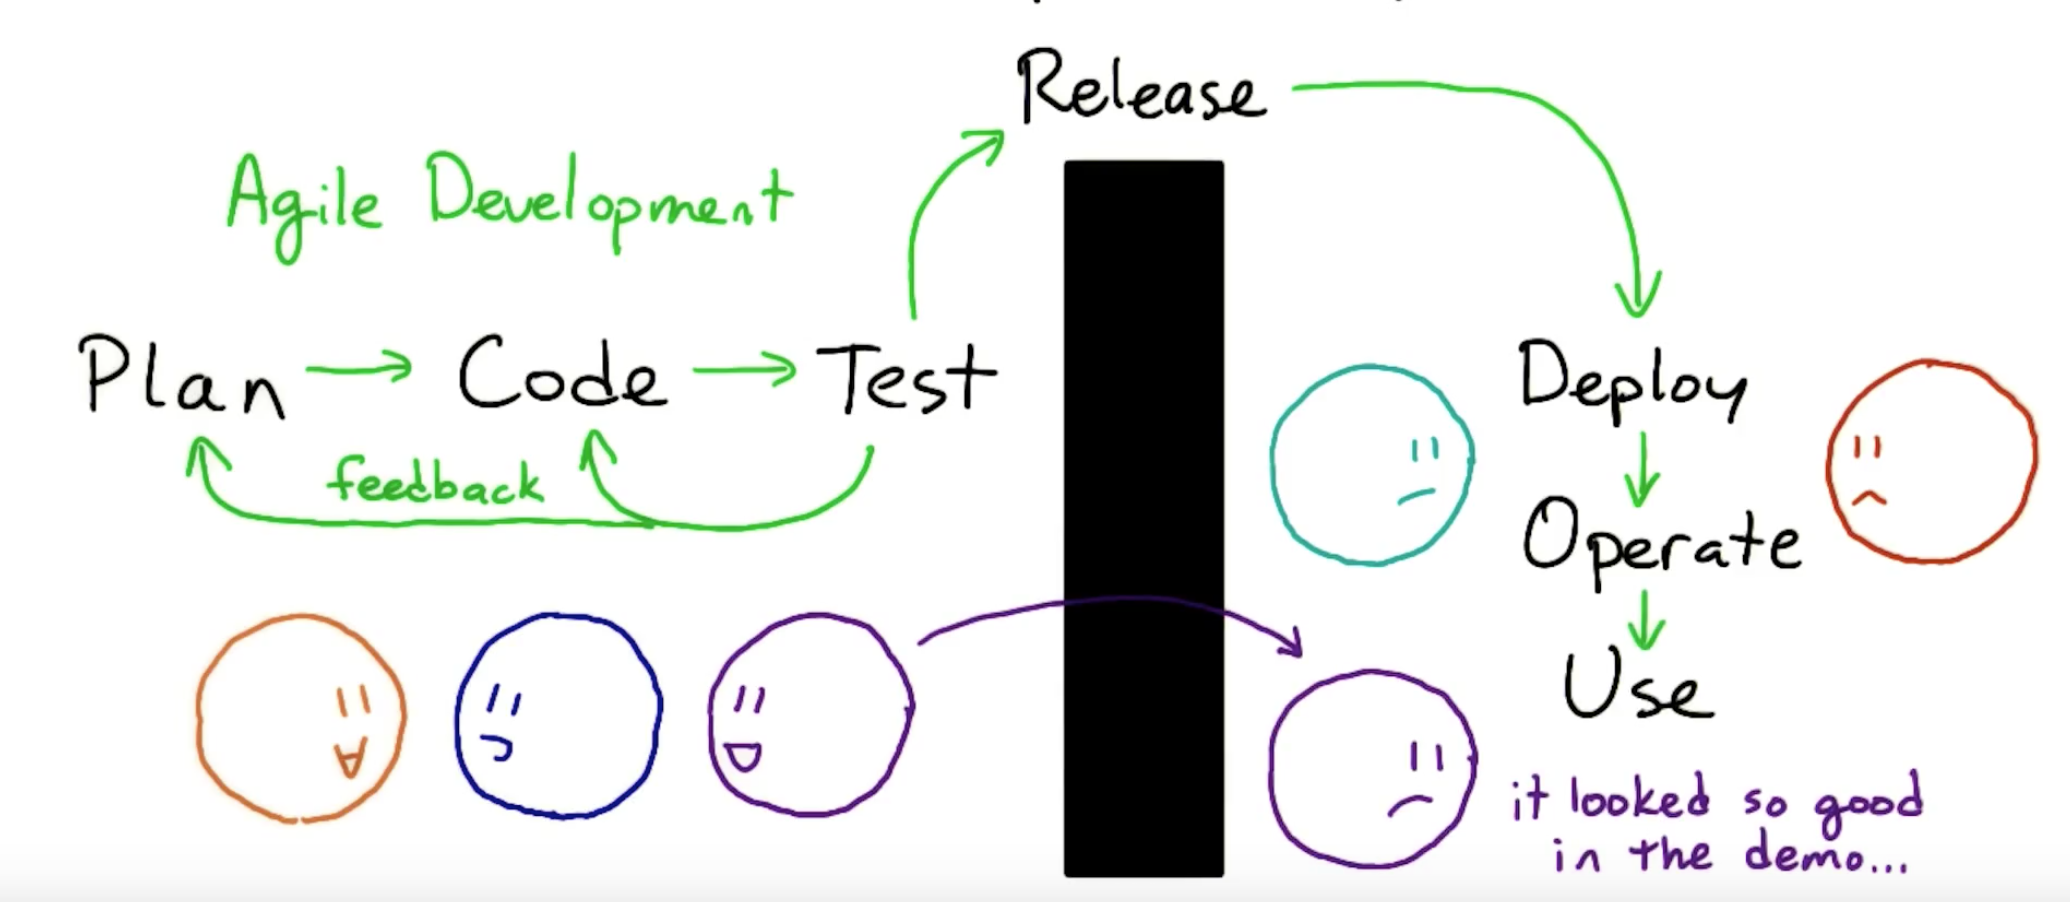 Release
Agile Development
Plan → Code → Test
feedback
Deploy
Operate
Use
it looked so good
in the demo...